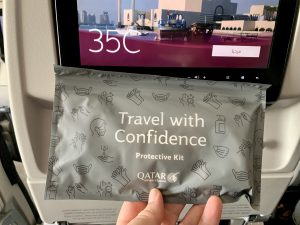 35C
Travel with
Confidence
Protective Kit
QATAR